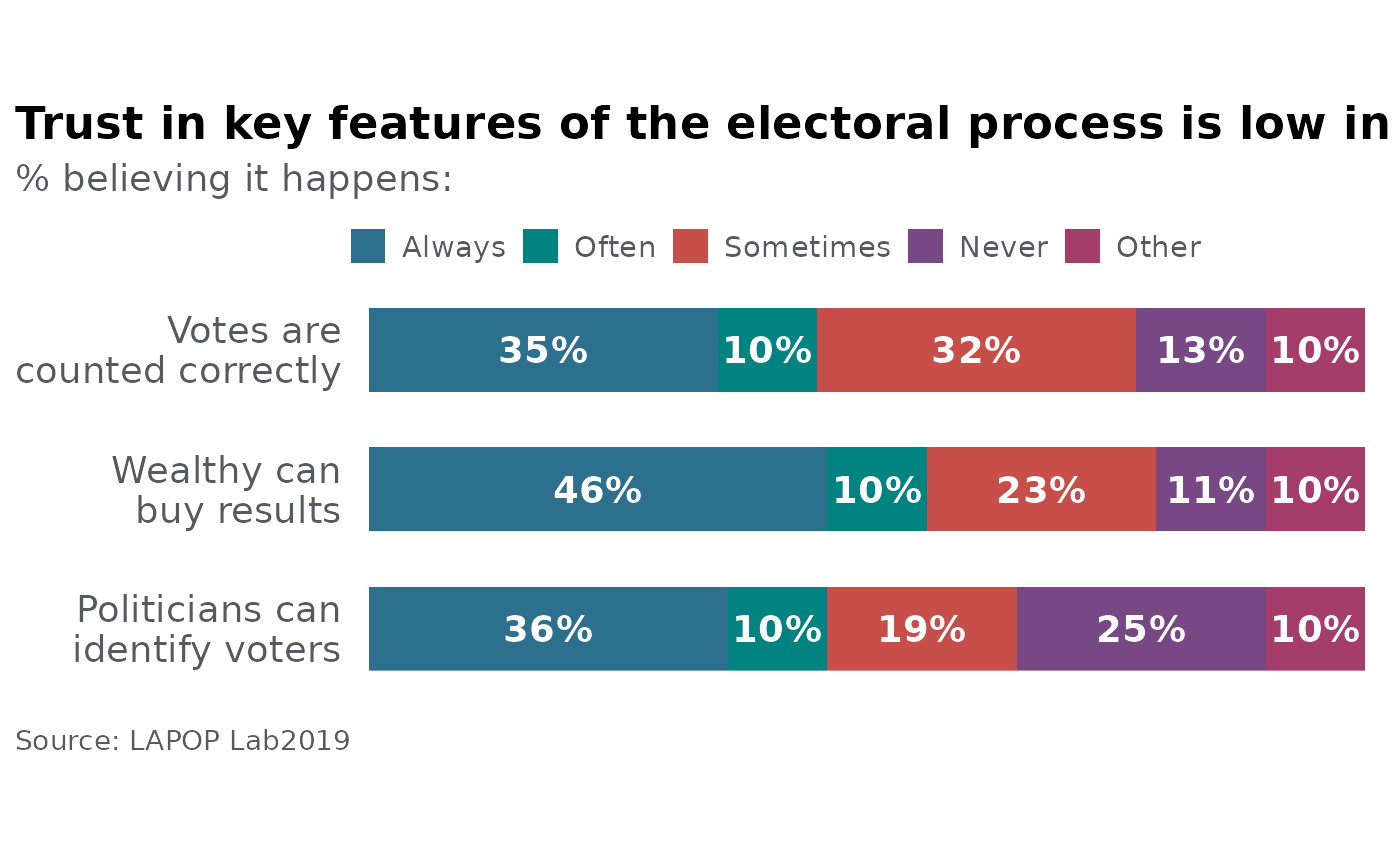 Trust in key features of the electoral process is low in
% believing it happens:
Always Often Sometimes Never Other
Votes are
counted correctly
35% 10% 32% 13% 10%
Wealthy can
buy results
46% 10% 23% 11% 10%
Politicians can
identify voters
36% 10% 19% 25% 10%
Source: LAPOP Lab2019